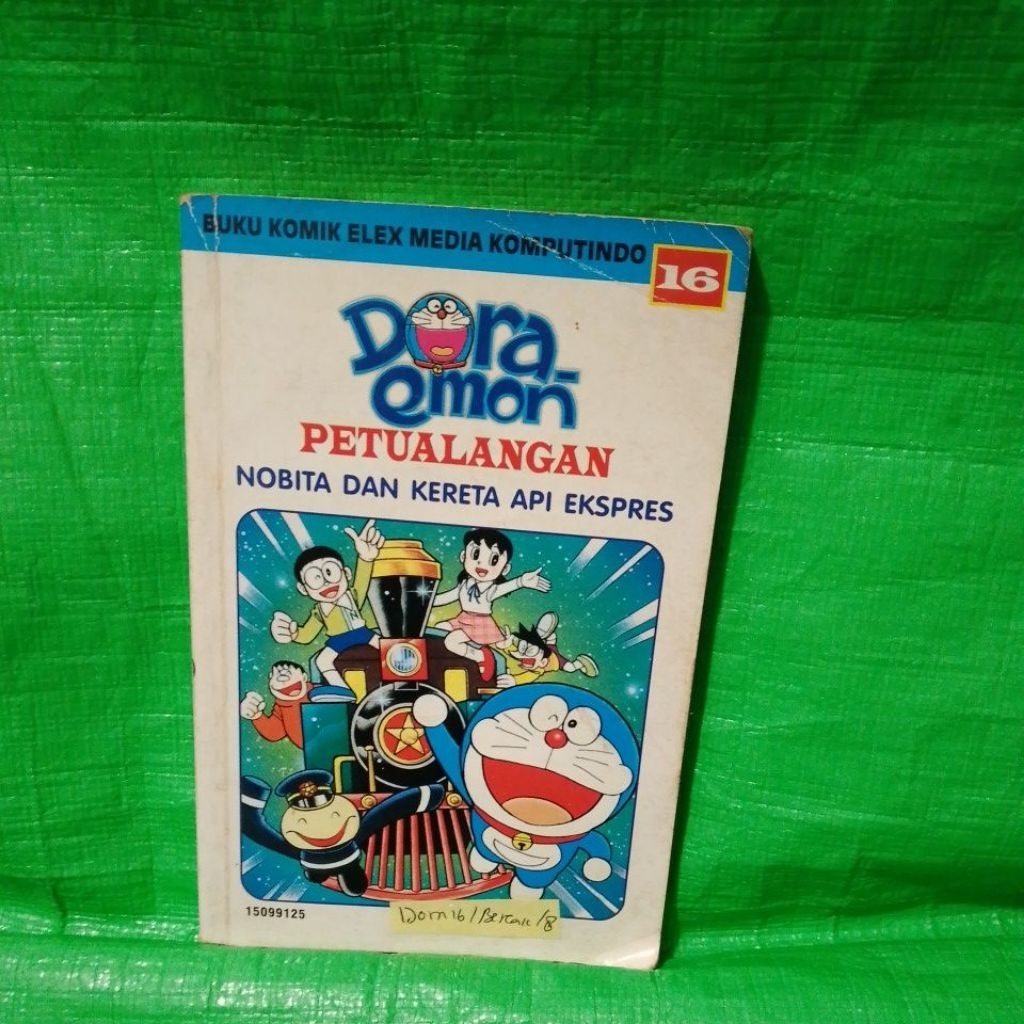 BUKU KOMIK ELEX MEDIA KOMPUTINDO
16
Dora-
emon
PETUALANGAN
NOBITA DAN KERETA API EKSPRES
15099125